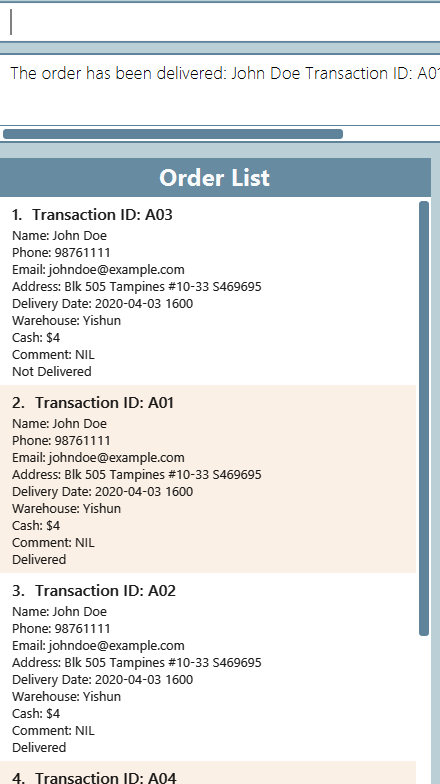 The order has been delivered: John Doe Transaction ID: A01
Order List
1. Transaction ID: A03
Name: John Doe
Phone: 98761111
Email: johndoe@example.com
Address: Blk 505 Tampines #10-33 S469695
Delivery Date: 2020-04-03 1600
Warehouse: Yishun
Cash: $4
Comment: NIL
Not Delivered
2. Transaction ID: A01
Name: John Doe
Phone: 98761111
Email: johndoe@example.com
Address: Blk 505 Tampines #10-33 S469695
Delivery Date: 2020-04-03 1600
Warehouse: Yishun
Cash: $4
Comment: NIL
Delivered
3. Transaction ID: A02
Name: John Doe
Phone: 98761111
Email: johndoe@example.com
Address: Blk 505 Tampines #10-33 S469695
Delivery Date: 2020-04-03 1600
Warehouse: Yishun
Cash: $4
Comment: NIL
Delivered
4. Transaction ID: A04